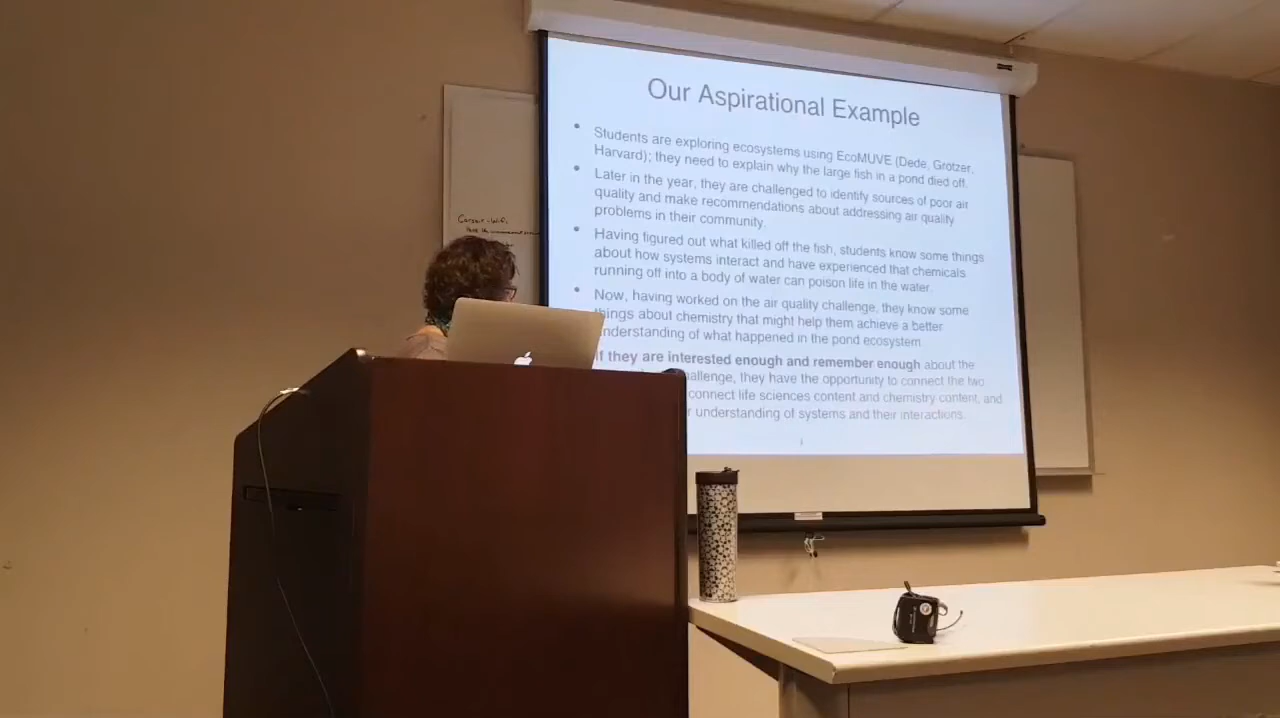 Our Aspirational Example
• Students are exploring ecosystems using EcoMUVE (Dede, Grotzer,
Harvard); they need to explain why the large fish in a pond died off.
• Later in the year, they are challenged to identify sources of poor air
quality and make recommendations about addressing air quality
problems in their community.
• Having figured out what killed off the fish, students know some things
about how systems interact and have experienced that chemicals
running off into a body of water can poison life in the water.
• Now, having worked on the air quality challenge, they know some
things about chemistry that might help them achieve a better
understanding of what happened in the pond ecosystem
If they are interested enough and remember enough about the
allenge, they have the opportunity to connect the two
connect life sciences content and chemistry content, and
r understanding of systems and their interactions.